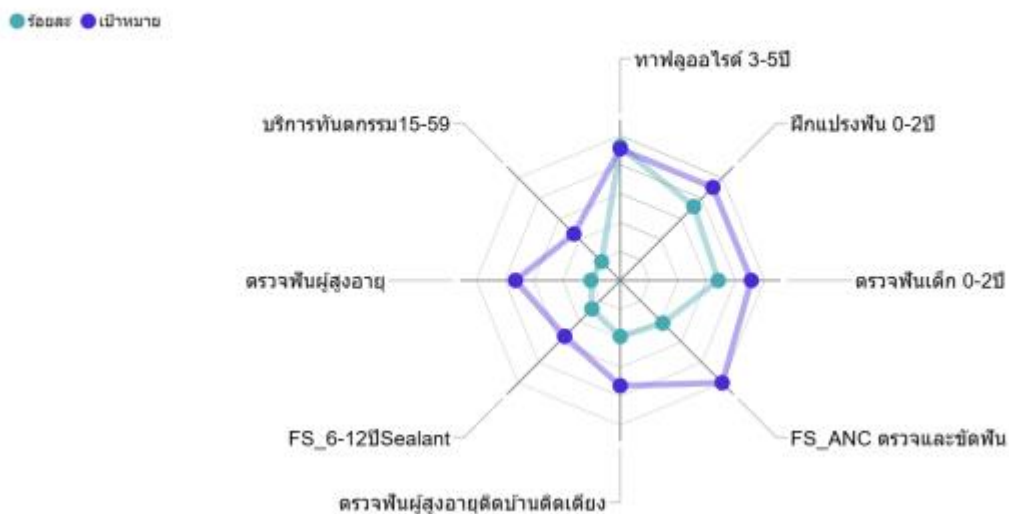 ร้อยละ เป้าหมาย
ทาฟลูออไรด์ 3-5ปี
บริการทันตกรรม15-59
ฝึกแปรงฟัน 0-2ปี
ตรวจฟันผู้สูงอายุ
ตรวจฟันเด็ก 0-2ปี
FS_6-12ปีSealant
FS_ANC ตรวจและขัดฟัน
ตรวจฟันผู้สูงอายุติดบ้านติดเตียง